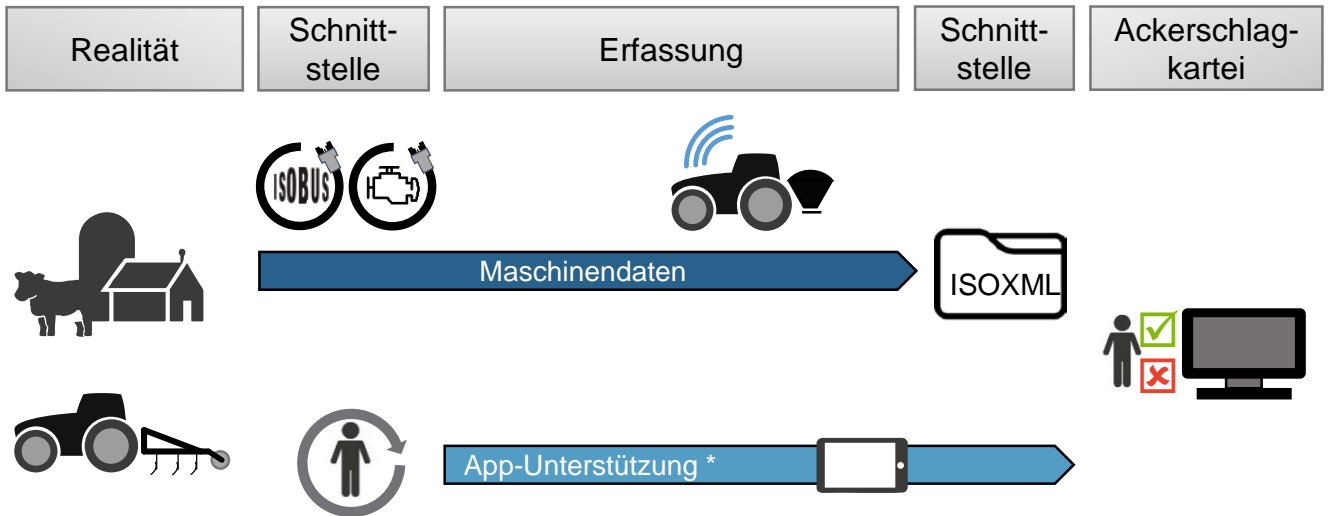 Realität
Schnitt-
stelle
Erfassung
Schnitt-
stelle
Ackerschlag-
kartei
ISOBUS
Maschinendaten
ISOXML
App-Unterstützung *